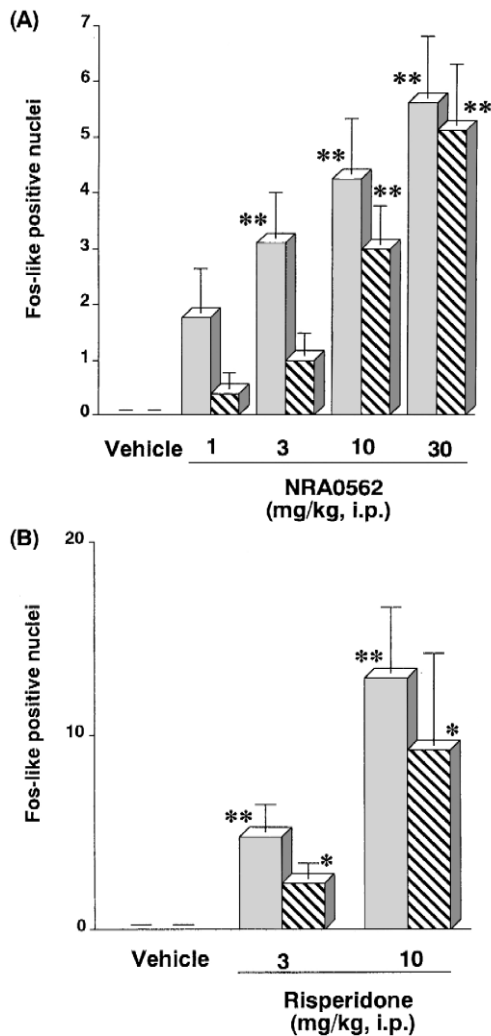 (A)
Fos-like positive nuclei
7
6
5
4
3
2
1
0
**
**
**
**
**
Vehicle 1 3 10 30
NRA0562
(mg/kg, i.p.)
(B)
Fos-like positive nuclei
20
10
0
**
*
**
*
Vehicle 3 10
Risperidone
(mg/kg, i.p.)